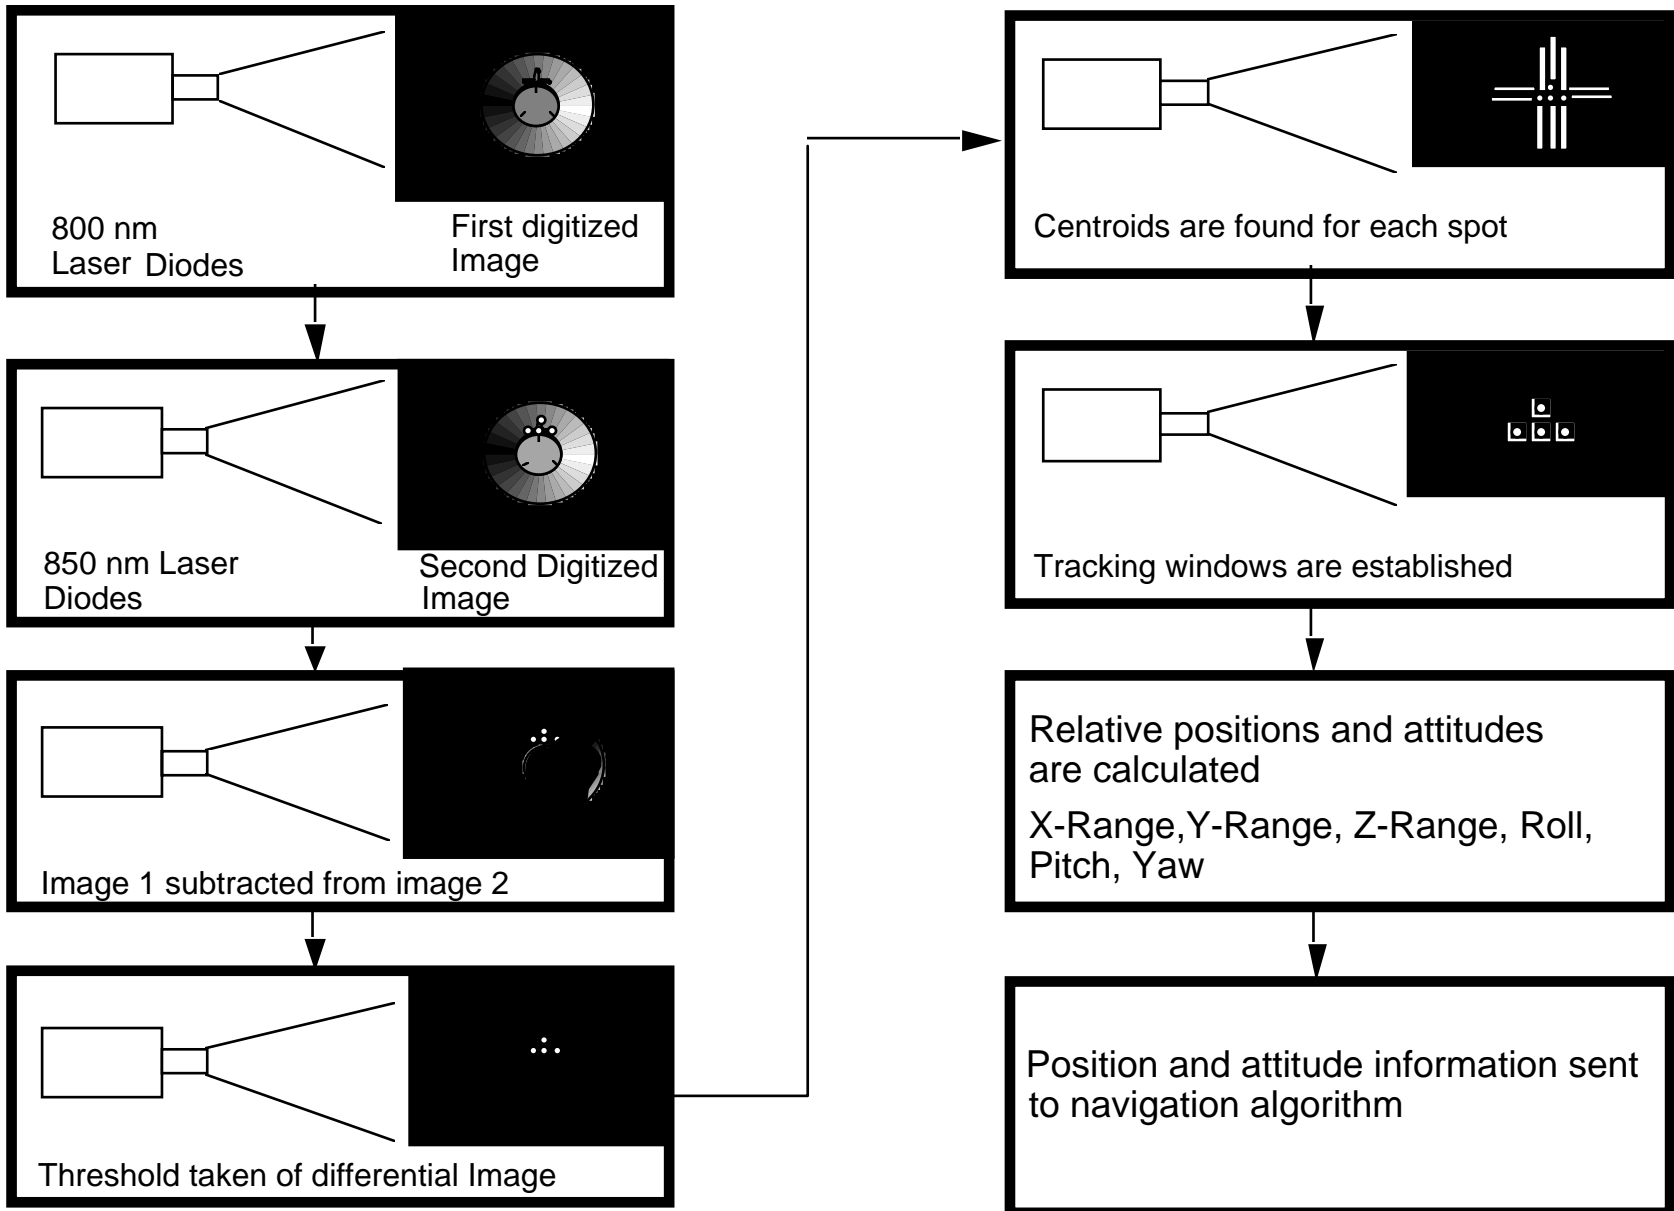 800 nm
Laser Diodes
First digitized
Image
850 nm Laser
Diodes
Second Digitized
Image
Image 1 subtracted from image 2
Threshold taken of differential Image
Centroids are found for each spot
Tracking windows are established
Relative positions and attitudes
are calculated
X-Range,Y-Range, Z-Range, Roll,
Pitch, Yaw
Position and attitude information sent
to navigation algorithm